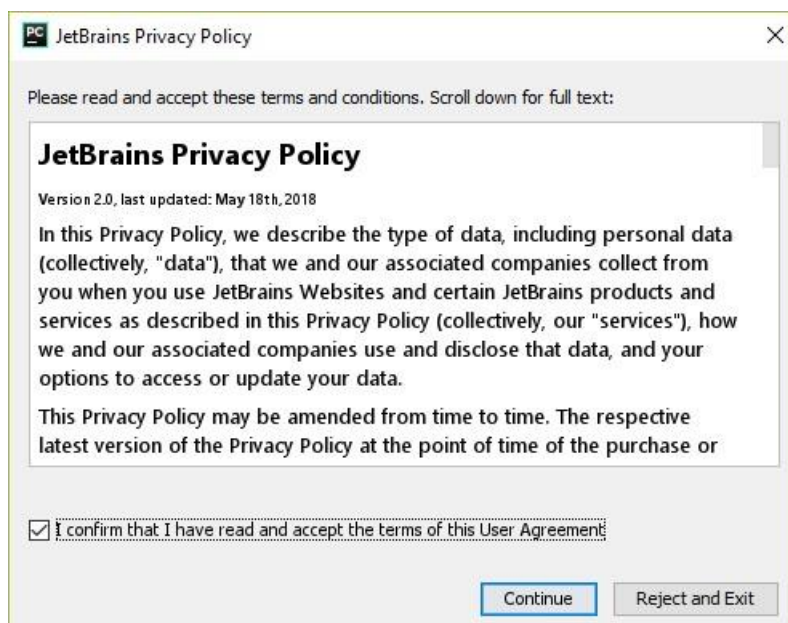 PC JetBrains Privacy Policy
Please read and accept these terms and conditions. Scroll down for full text:
JetBrains Privacy Policy
Version 2.0, last updated: May 18th, 2018
In this Privacy Policy, we describe the type of data, including personal data
(collectively, "data"), that we and our associated companies collect from
you when you use JetBrains Websites and certain JetBrains products and
services as described in this Privacy Policy (collectively, our "services"), how
we and our associated companies use and disclose that data, and your
options to access or update your data.
This Privacy Policy may be amended from time to time. The respective
latest version of the Privacy Policy at the point of time of the purchase or
I confirm that I have read and accept the terms of this User Agreement
Continue Reject and Exit